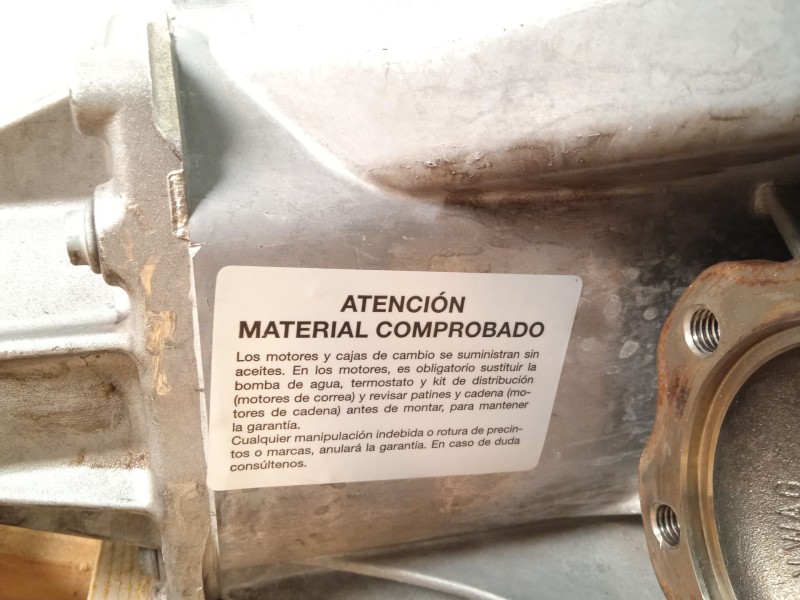 ATENCIÓN
MATERIAL COMPROBADO
Los motores y cajas de cambio se suministran sin
aceites. En los motores, es obligatorio sustituir la
bomba de agua, termostato y kit de distribución
(motores de correa) y revisar patines y cadena (mo-
tores de cadena) antes de montar, para mantener
la garantía.
Cualquier manipulación indebida o rotura de precin-
tos o marcas, anulará la garantía. En caso de duda
consúltenos.